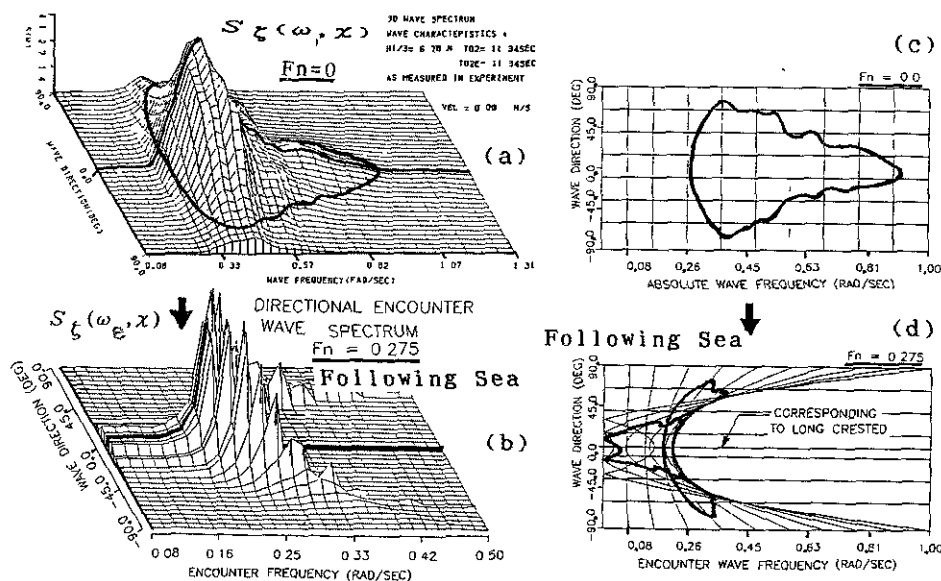 S ζ (ω, χ)
Fn=0
3D WAVE SPECTRUM
WAVE CHARACTERISTICS :
AS MEASURED IN EXPERIMENT
(a)
90.0
0.0
90.0
0.08 0.33 0.57 0.82 1.07 1.31
WAVE FREQUENCY(RAD/SEC)
S ζ (ω e, χ)
DIRECTIONAL ENCOUNTER
WAVE SPECTRUM
Fn = 0.275
Following Sea
(b)
WAVE DIRECTION (DEG)
90.0 45.0 0.0 -45.0 -90.0
0.08 0.16 0.25 0.33 0.42 0.50
ENCOUNTER FREQUENCY (RAD/SEC)
(c)
Fn = 0.0
WAVE DIRECTION (DEG)
90.0
45.0
0.0
-45.0
-90.0
0.08 0.26 0.45 0.63 0.81 1.00
ABSOLUTE WAVE FREQUENCY(RAD/SEC)
Following Sea
(d)
Fn = 0.275
WAVE DIRECTION (DEG)
90.0
45.0
0.0
-45.0
-90.0
CORRESPONDING
TO LONG CRESTED
0.08 0.26 0.45 0.63 0.81 1.00
ENCOUNTER WAVE FREQUENCY (RAD/SEC)